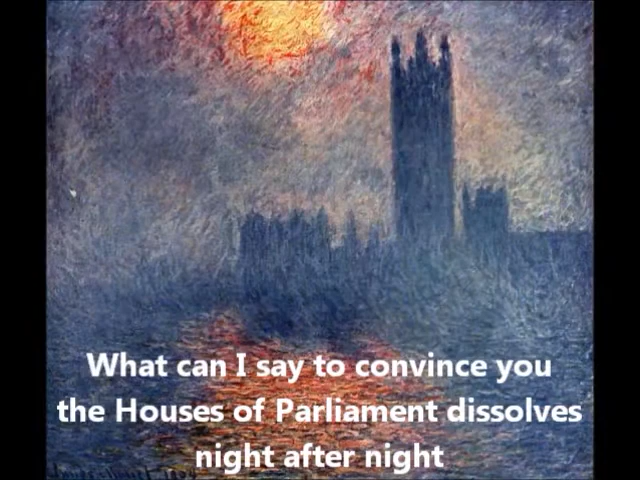 What can I say to convince you
the Houses of Parliament dissolves
night after night